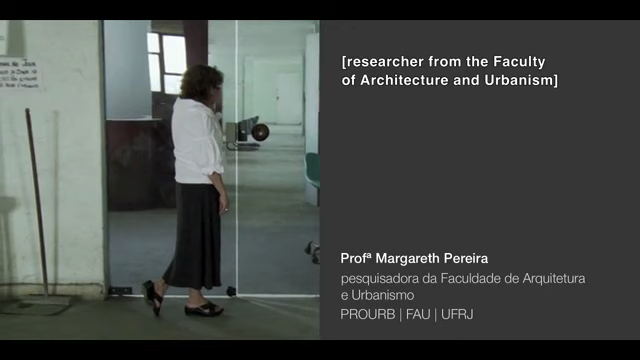 [researcher from the Faculty
of Architecture and Urbanism]
Profª Margareth Pereira
pesquisadora da Faculdade de Arquitetura
e Urbanismo
PROURB | FAU | UFRJ